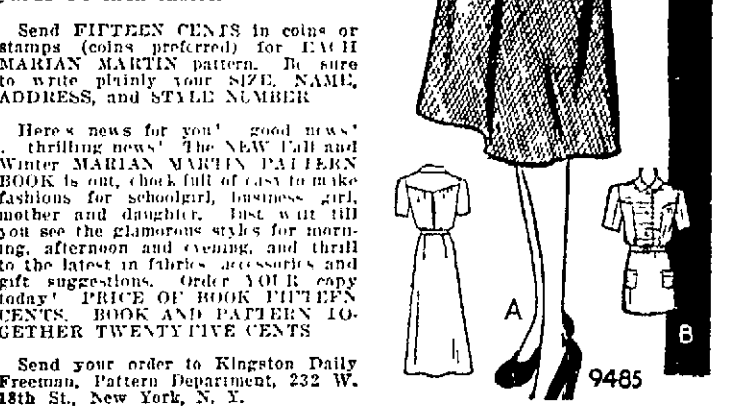 Send FIFTEEN CENTS in coins or
stamps (coins preferred) for EACH
MARIAN MARTIN pattern. Be sure
to write plainly your SIZE, NAME,
ADDRESS, and STYLE NUMBER
Here's news for you! good news!
. thrilling news! The NEW Fall and
Winter MARIAN MARTIN PATTERN
BOOK is out, chock full of easy to make
fashions for schoolgirl, business girl,
mother and daughter. Just wait till
you see the glamorous styles for morn-
ing, afternoon and evening, and thrill
to the latest in fabrics, accessories and
gift suggestions. Order YOUR copy
today! PRICE OF BOOK FIFTEEN
CENTS. BOOK AND PATTERN TO-
GETHER TWENTY FIVE CENTS
Send your order to Kingston Daily
Freeman, Pattern Department, 232 W.
18th St., New York, N. Y.
A
B
9485